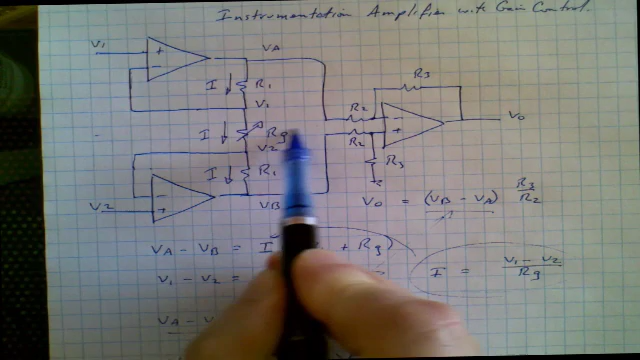 Instrumentation Amplifier with Gain Control.
V1
+
-
VA
I
R1
V1
I
Rg
V2
I
R1
VB
V2
-
+
R3
R2
R2
-
+
V0
R3
V0 = (VB - VA) R3/R2
VA - VB = I + Rg)
V1 - V2 =
I = V1 - V2/Rg
VA - V